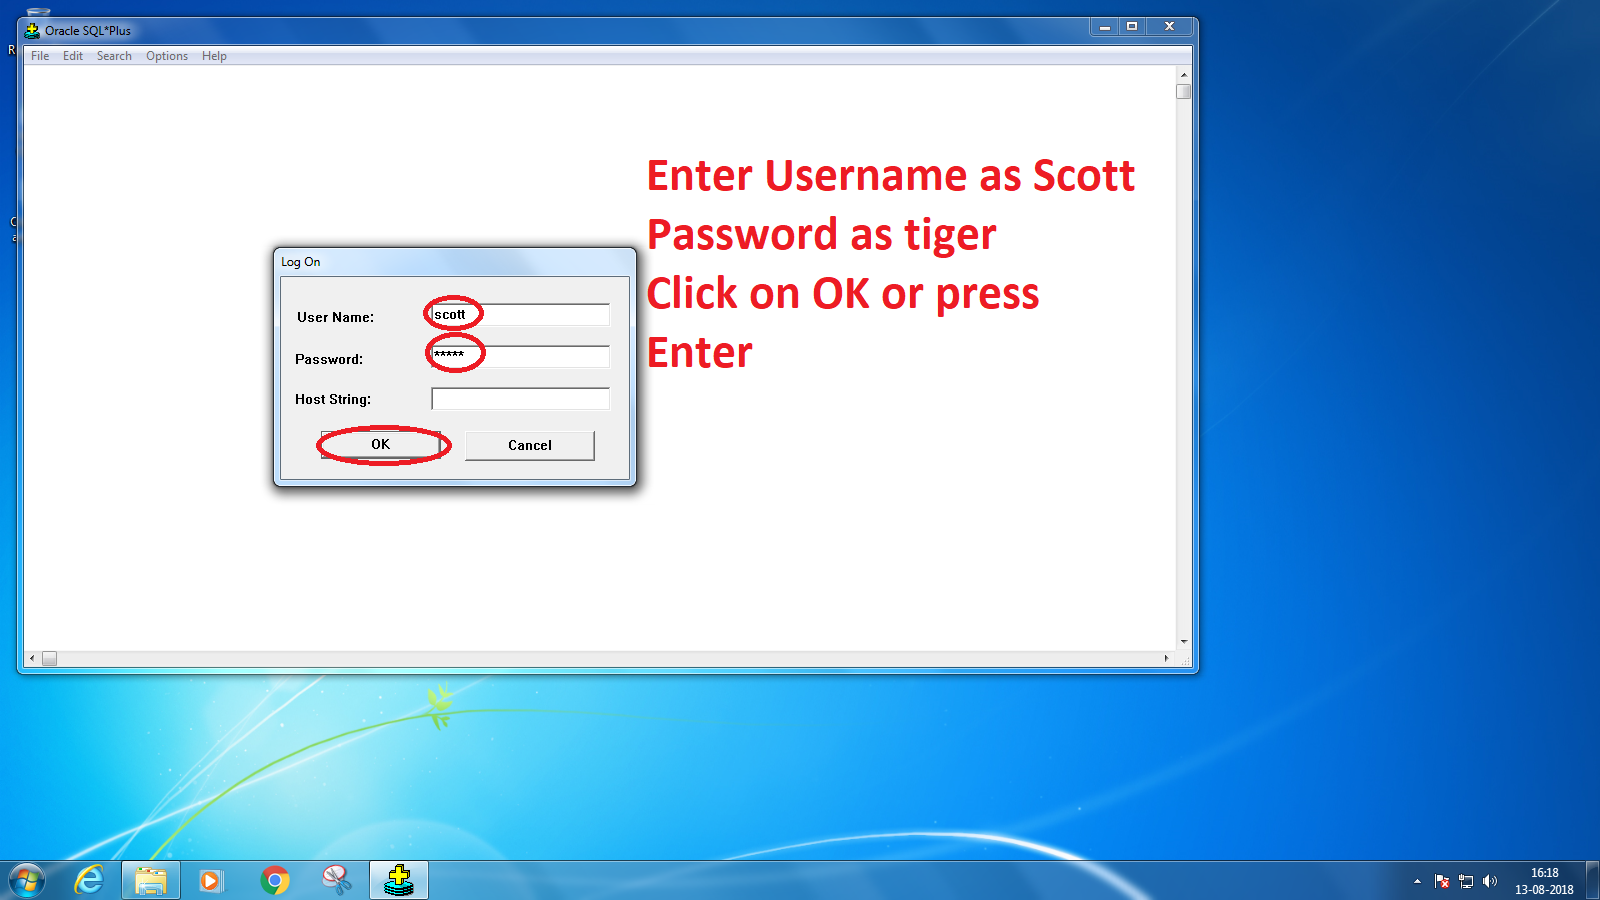 Oracle SQL*Plus
File Edit Search Options Help
Enter Username as Scott
Password as tiger
Click on OK or press
Enter
Log On
User Name: scott
Password: *****
Host String:
OK Cancel
16:18
13-08-2018